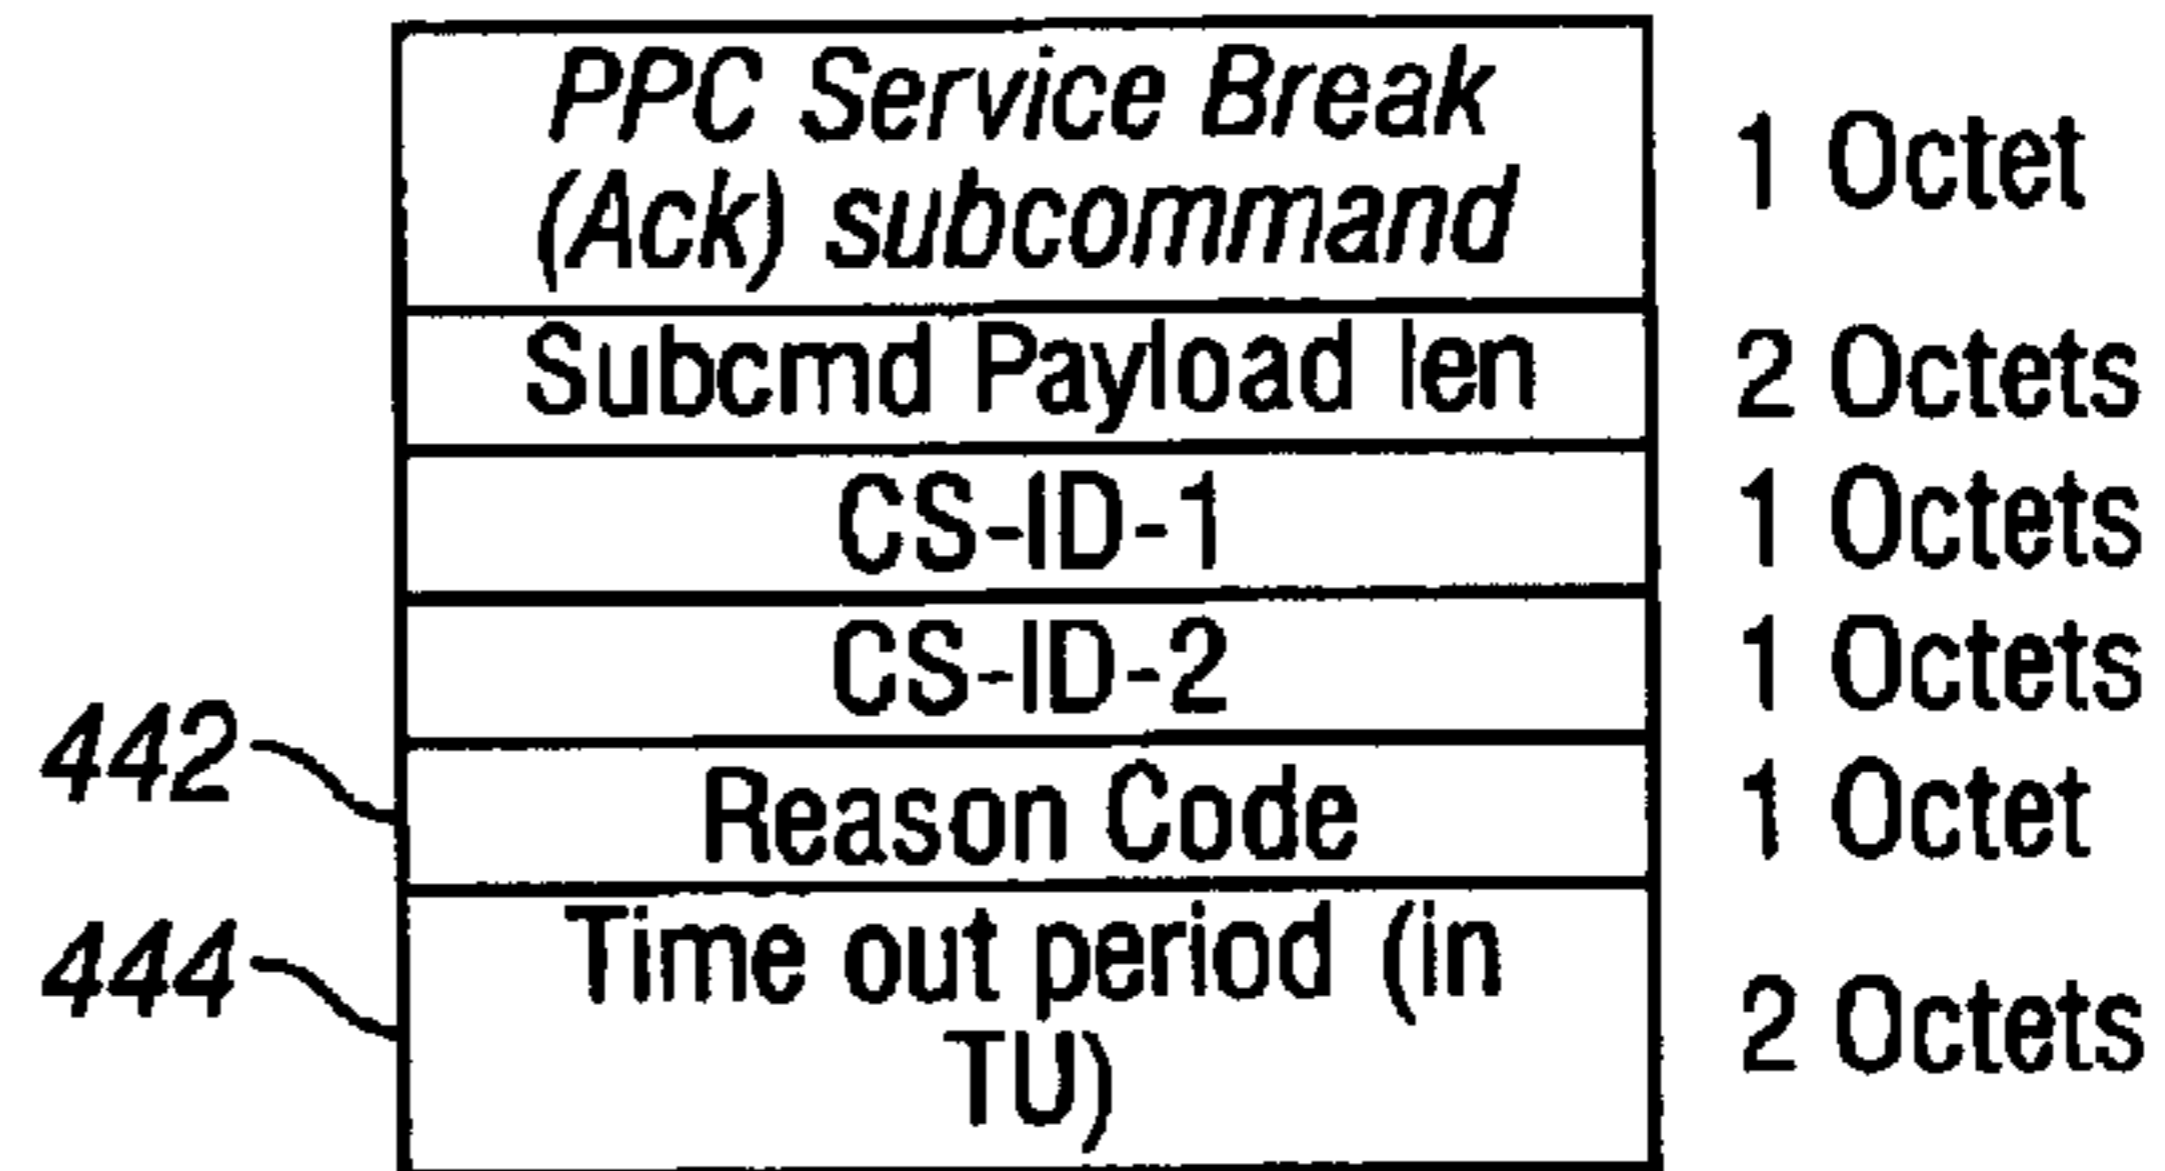 PPC Service Break
(Ack) subcommand
1 Octet
Subcmd Payload len
2 Octets
CS-ID-1
1 Octets
CS-ID-2
1 Octets
442
Reason Code
1 Octet
444
Time out period (in
TU)
2 Octets